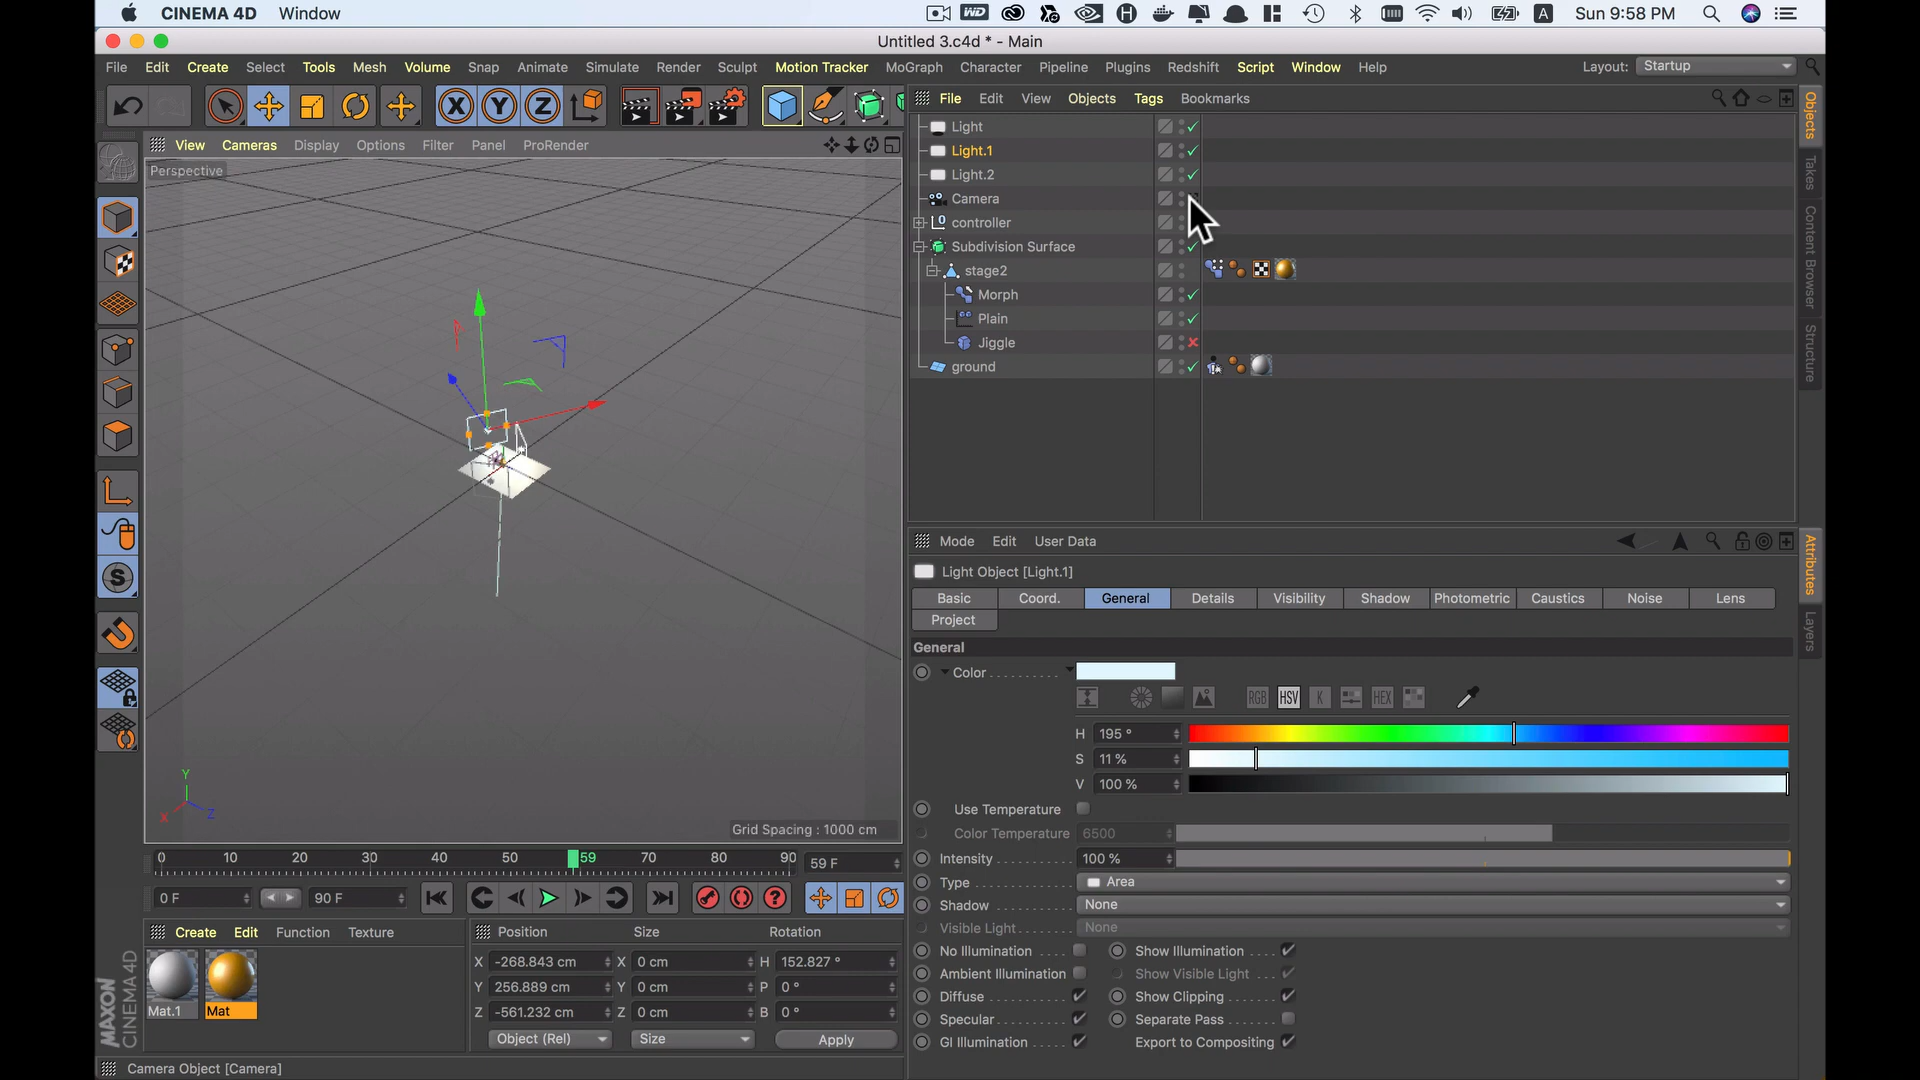 CINEMA 4D Window
Sun 9:58 PM
Untitled 3.c4d * - Main
File Edit Create Select Tools Mesh Volume Snap Animate Simulate Render Sculpt Motion Tracker MoGraph Character Pipeline Plugins Redshift Script Window Help Layout: Startup
X Y Z
File Edit View Objects Tags Bookmarks
View Cameras Display Options Filter Panel ProRender
Perspective
Light
Light.1
Light.2
Camera
controller
Subdivision Surface
stage2
Morph
Plain
Jiggle
ground
Objects
Takes
Content Browser
Structure
Y
X
Z
Grid Spacing : 1000 cm
0 10 20 30 40 50 59 70 80 90 59 F
0 F 90 F
Create Edit Function Texture
Mat.1 Mat
MAXON
CINEMA 4D
Position Size Rotation
X -268.843 cm X 0 cm H 152.827 °
Y 256.889 cm Y 0 cm P 0 °
Z -561.232 cm Z 0 cm B 0 °
Object (Rel) Size Apply
Camera Object [Camera]
Mode Edit User Data
Light Object [Light.1]
Basic Coord. General Details Visibility Shadow Photometric Caustics Noise Lens
Project
General
Color
RGB HSV K HEX
H 195 °
S 11 %
V 100 %
Use Temperature
Color Temperature 6500
Intensity 100 %
Type Area
Shadow None
Visible Light None
No Illumination Show Illumination
Ambient Illumination Show Visible Light
Diffuse Show Clipping
Specular Separate Pass
GI Illumination Export to Compositing
Attributes
Layers